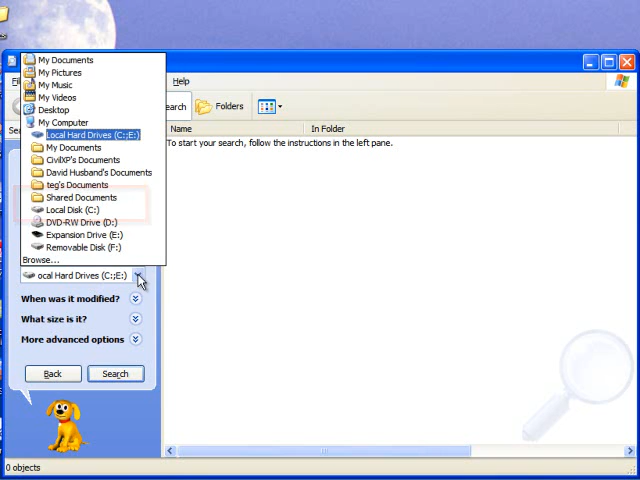 My Documents
My Pictures
My Music
My Videos
Desktop
My Computer
Local Hard Drives (C:;E:)
My Documents
CivilXP's Documents
David Husband's Documents
teg's Documents
Shared Documents
Local Disk (C:)
DVD-RW Drive (D:)
Expansion Drive (E:)
Removable Disk (F:)
Browse...
Help
earch
Folders
Name
In Folder
To start your search, follow the instructions in the left pane.
ocal Hard Drives (C:;E:)
When was it modified?
What size is it?
More advanced options
Back
Search
0 objects